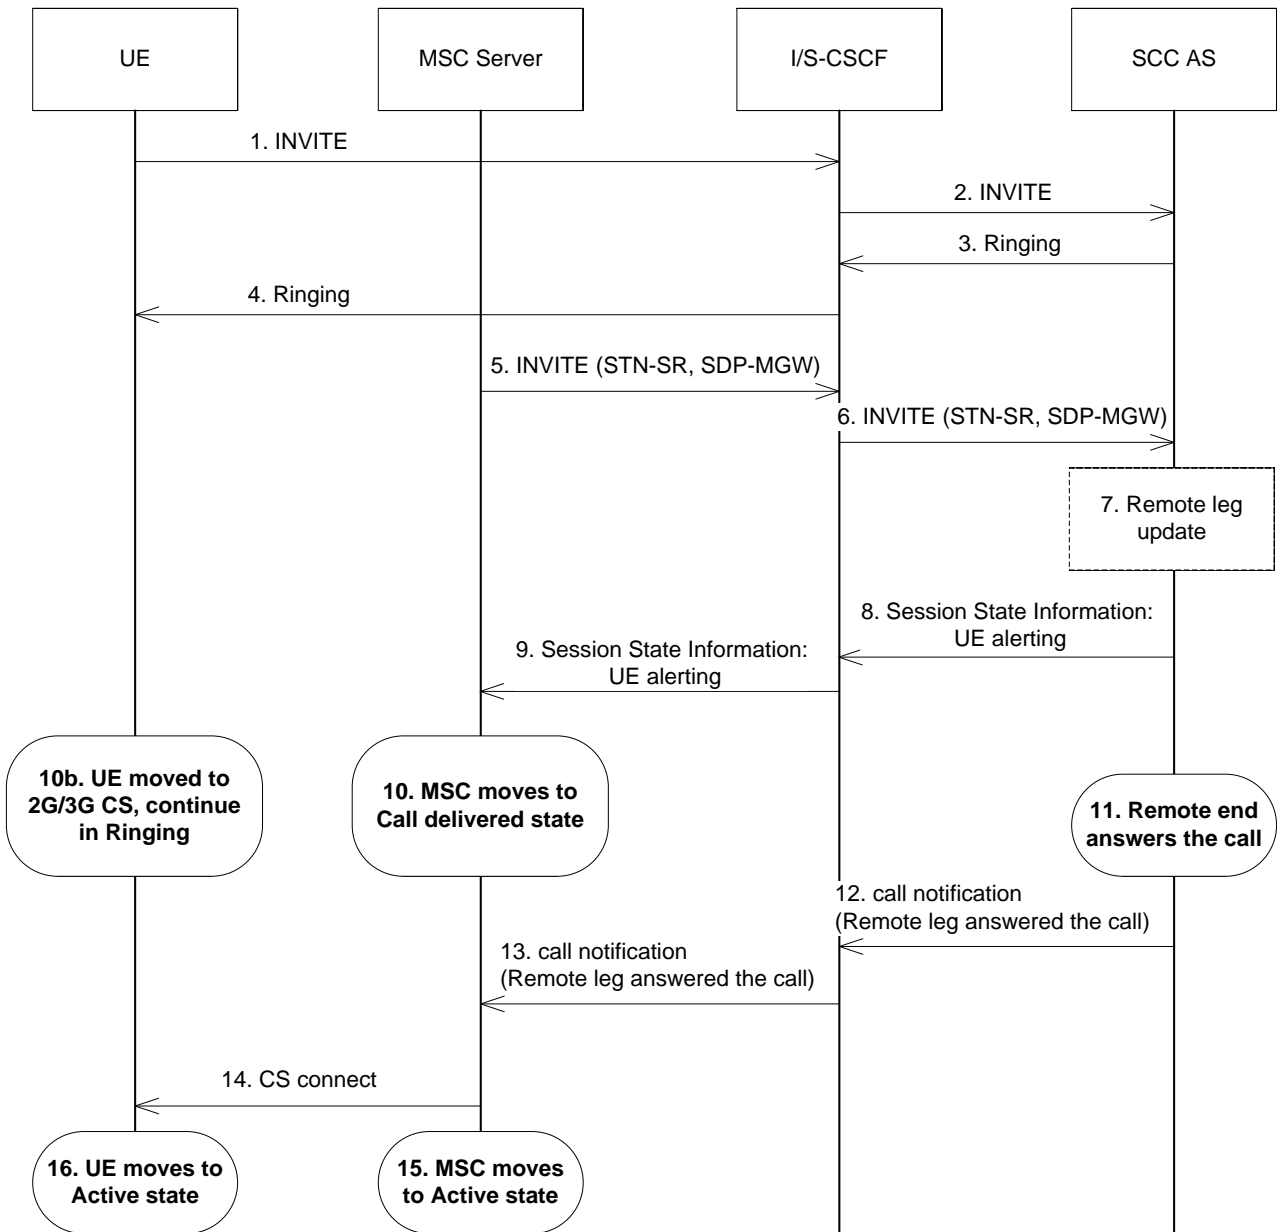 UE
MSC Server
I/S-CSCF
SCC AS
1. INVITE
2. INVITE
3. Ringing
4. Ringing
5. INVITE (STN-SR, SDP-MGW)
6. INVITE (STN-SR, SDP-MGW)
7. Remote leg
update
8. Session State Information:
UE alerting
9. Session State Information:
UE alerting
10b. UE moved to
2G/3G CS, continue
in Ringing
10. MSC moves to
Call delivered state
11. Remote end
answers the call
12. call notification
(Remote leg answered the call)
13. call notification
(Remote leg answered the call)
14. CS connect
16. UE moves to
Active state
15. MSC moves
to Active state